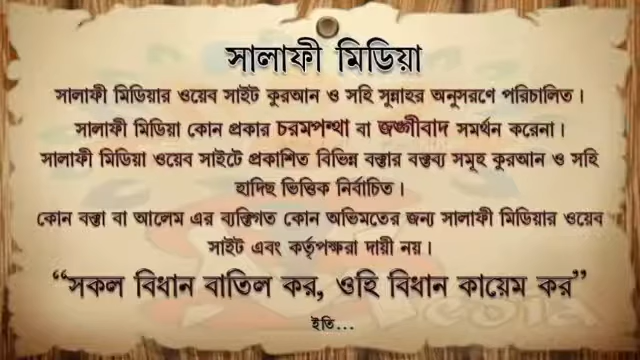 সালাফী মিডিয়া
সালাফী মিডিয়ার ওয়েব সাইট কুরআন ও সহি সুন্নাহর অনুসরণে পরিচালিত।
সালাফী মিডিয়া কোন প্রকার চরমপন্থা বা জঙ্গীবাদ সমর্থন করেনা।
সালাফী মিডিয়া ওয়েব সাইটে প্রকাশিত বিভিন্ন বক্তার বক্তব্য সমূহ কুরআন ও সহি
হাদিছ ভিত্তিক নির্বাচিত।
কোন বক্তা বা আলেম এর ব্যক্তিগত কোন অভিমতের জন্য সালাফী মিডিয়ার ওয়েব
সাইট এবং কর্তৃপক্ষরা দায়ী নয়।
“সকল বিধান বাতিল কর, ওহি বিধান কায়েম কর”
ইতি...